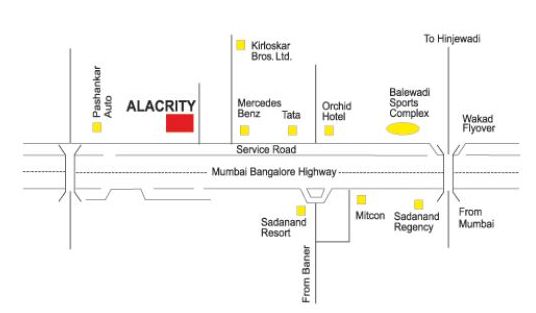 To Hinjewadi
Kirloskar
Bros. Ltd.
Pashankar
Auto
ALACRITY
Mercedes
Benz
Tata
Orchid
Hotel
Balewadi
Sports
Complex
Wakad
Flyover
Service Road
Mumbai Bangalore Highway
Sadanand
Resort
Mitcon
Sadanand
Regency
From
Mumbai
From Baner